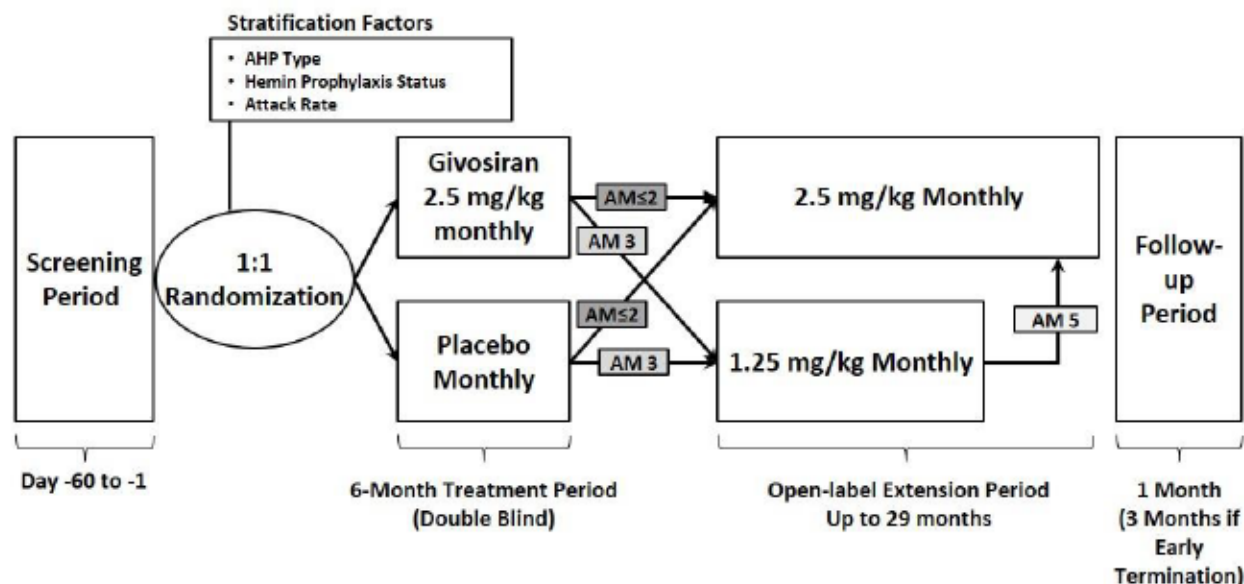 Stratification Factors
• AHP Type
• Hemin Prophylaxis Status
• Attack Rate
Screening
Period
1:1
Randomization
Givosiran
2.5 mg/kg
monthly
Placebo
Monthly
AM≤2
AM 3
AM≤2
AM 3
2.5 mg/kg Monthly
1.25 mg/kg Monthly
AM 5
Follow-
up
Period
Day -60 to -1
6-Month Treatment Period
(Double Blind)
Open-label Extension Period
Up to 29 months
1 Month
(3 Months if
Early
Termination)